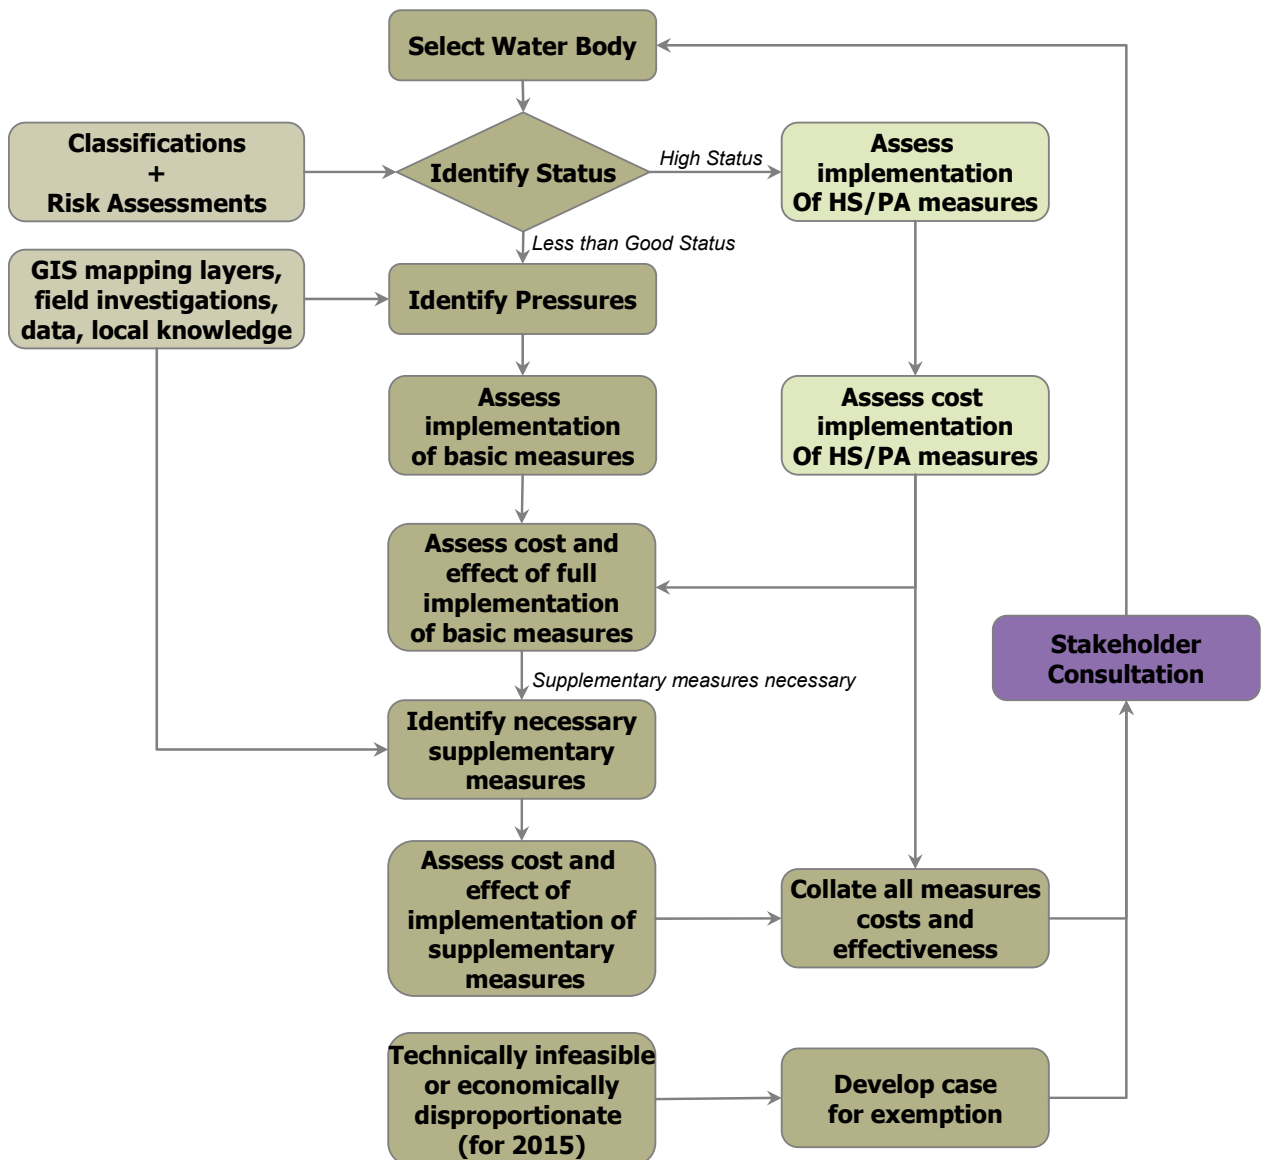 Select Water Body
Classifications
+
Risk Assessments
Identify Status
High Status
Assess
implementation
Of HS/PA measures
Less than Good Status
GIS mapping layers,
field investigations,
data, local knowledge
Identify Pressures
Assess
implementation
of basic measures
Assess cost
implementation
Of HS/PA measures
Assess cost and
effect of full
implementation
of basic measures
Stakeholder
Consultation
Supplementary measures necessary
Identify necessary
supplementary
measures
Assess cost and
effect of
implementation of
supplementary
measures
Collate all measures
costs and
effectiveness
Technically infeasible
or economically
disproportionate
(for 2015)
Develop case
for exemption